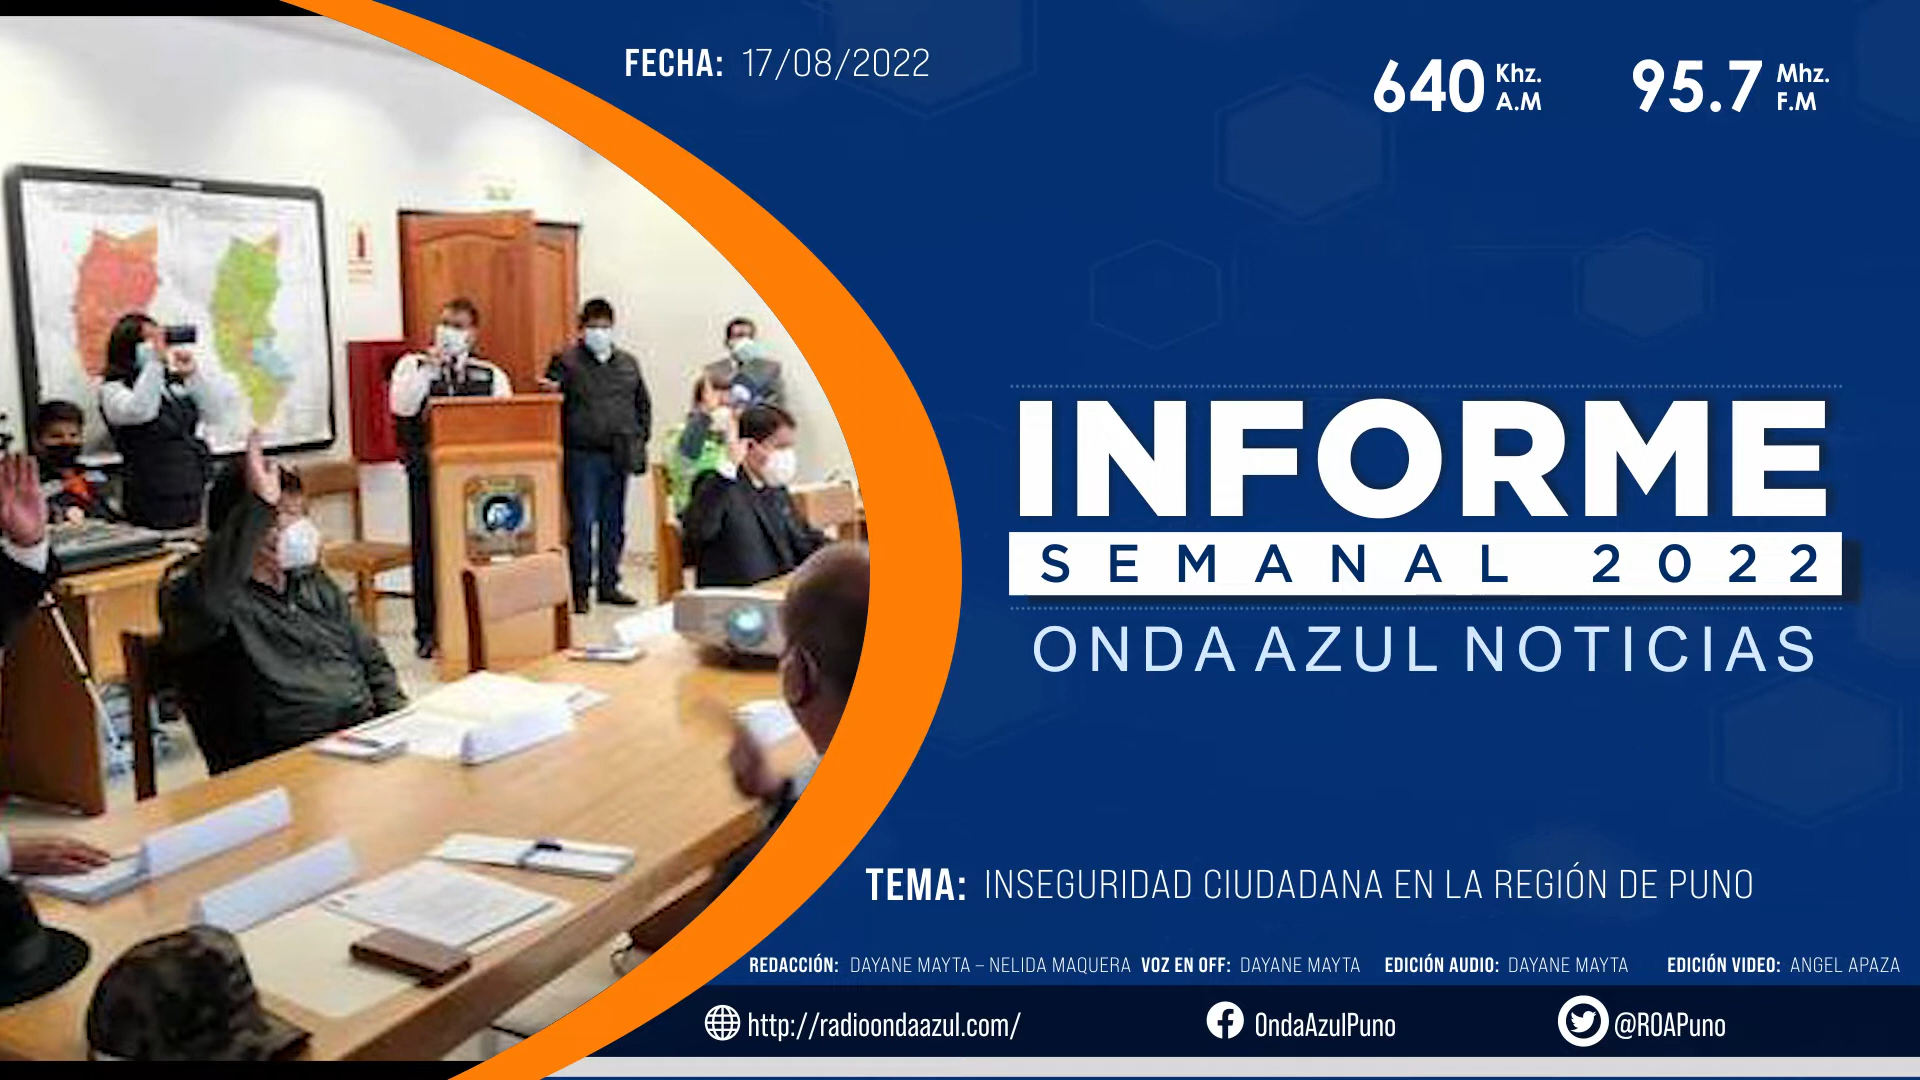 FECHA: 17/08/2022
640 Khz. A.M
95.7 Mhz. F.M
INFORME
SEMANAL 2022
ONDA AZUL NOTICIAS
TEMA: INSEGURIDAD CIUDADANA EN LA REGIÓN DE PUNO
REDACCIÓN: DAYANE MAYTA – NELIDA MAQUERA VOZ EN OFF: DAYANE MAYTA EDICIÓN AUDIO: DAYANE MAYTA EDICIÓN VIDEO: ANGEL APAZA
http://radioondaazul.com/ OndaAzulPuno @ROAPuno